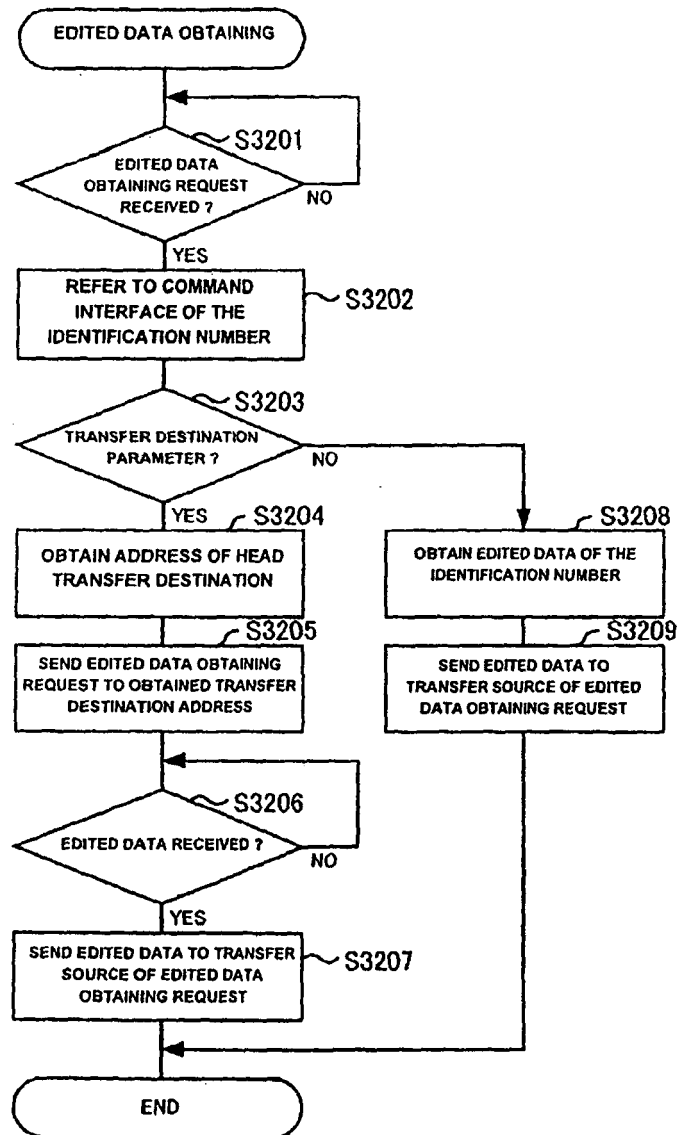 EDITED DATA OBTAINING
S3201
EDITED DATA
OBTAINING REQUEST
RECEIVED ?
NO
YES
REFER TO COMMAND
INTERFACE OF THE
IDENTIFICATION NUMBER
S3202
S3203
TRANSFER DESTINATION
PARAMETER ?
NO
YES
S3204
OBTAIN ADDRESS OF HEAD
TRANSFER DESTINATION
S3205
SEND EDITED DATA OBTAINING
REQUEST TO OBTAINED TRANSFER
DESTINATION ADDRESS
S3208
OBTAIN EDITED DATA OF THE
IDENTIFICATION NUMBER
S3209
SEND EDITED DATA TO
TRANSFER SOURCE OF EDITED
DATA OBTAINING REQUEST
S3206
EDITED DATA RECEIVED ?
NO
YES
SEND EDITED DATA TO TRANSFER
SOURCE OF EDITED DATA
OBTAINING REQUEST
S3207
END